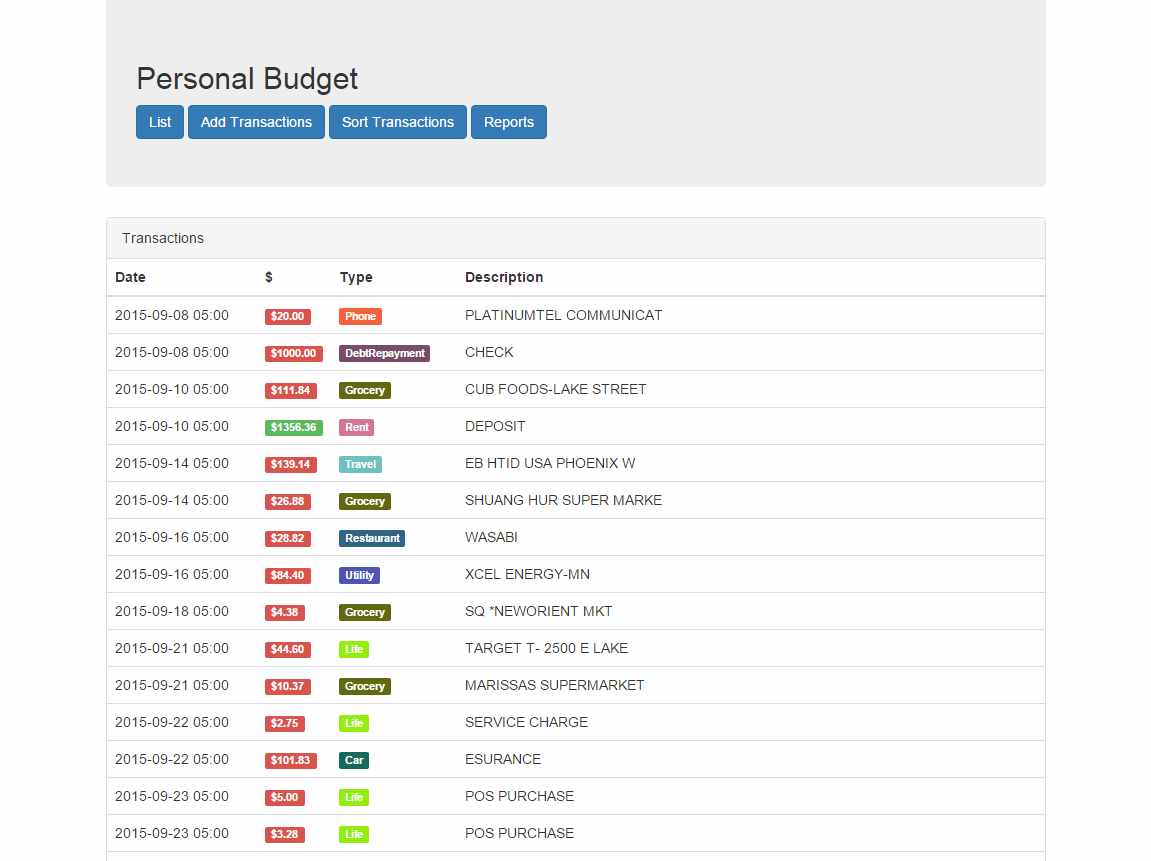 Personal Budget
List Add Transactions Sort Transactions Reports
Transactions
Date $ Type Description
2015-09-08 05:00 $20.00 Phone PLATINUMTEL COMMUNICAT
2015-09-08 05:00 $1000.00 DebtRepayment CHECK
2015-09-10 05:00 $111.84 Grocery CUB FOODS-LAKE STREET
2015-09-10 05:00 $1356.36 Rent DEPOSIT
2015-09-14 05:00 $139.14 Travel EB HTID USA PHOENIX W
2015-09-14 05:00 $26.88 Grocery SHUANG HUR SUPER MARKE
2015-09-16 05:00 $28.82 Restaurant WASABI
2015-09-16 05:00 $84.40 Utility XCEL ENERGY-MN
2015-09-18 05:00 $4.38 Grocery SQ *NEWORIENT MKT
2015-09-21 05:00 $44.60 Life TARGET T- 2500 E LAKE
2015-09-21 05:00 $10.37 Grocery MARISSAS SUPERMARKET
2015-09-22 05:00 $2.75 Life SERVICE CHARGE
2015-09-22 05:00 $101.83 Car ESURANCE
2015-09-23 05:00 $5.00 Life POS PURCHASE
2015-09-23 05:00 $3.28 Life POS PURCHASE